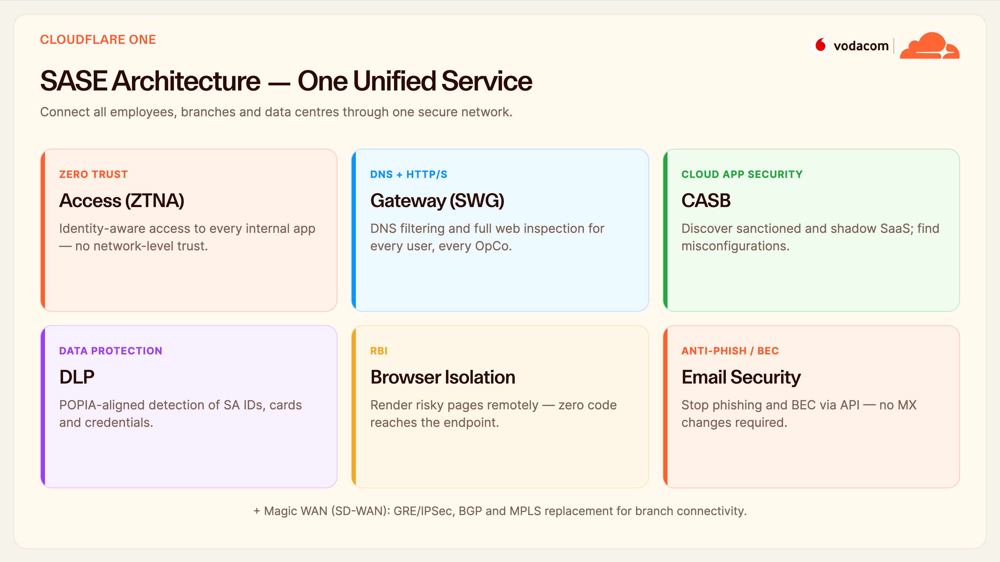 CLOUDFLARE ONE
vodacom
SASE Architecture — One Unified Service
Connect all employees, branches and data centres through one secure network.
ZERO TRUST
Access (ZTNA)
Identity-aware access to every internal app
— no network-level trust.
DNS + HTTP/S
Gateway (SWG)
DNS filtering and full web inspection for
every user, every OpCo.
CLOUD APP SECURITY
CASB
Discover sanctioned and shadow SaaS; find
misconfigurations.
DATA PROTECTION
DLP
POPIA-aligned detection of SA IDs, cards
and credentials.
RBI
Browser Isolation
Render risky pages remotely — zero code
reaches the endpoint.
ANTI-PHISH / BEC
Email Security
Stop phishing and BEC via API — no MX
changes required.
+ Magic WAN (SD-WAN): GRE/IPSec, BGP and MPLS replacement for branch connectivity.